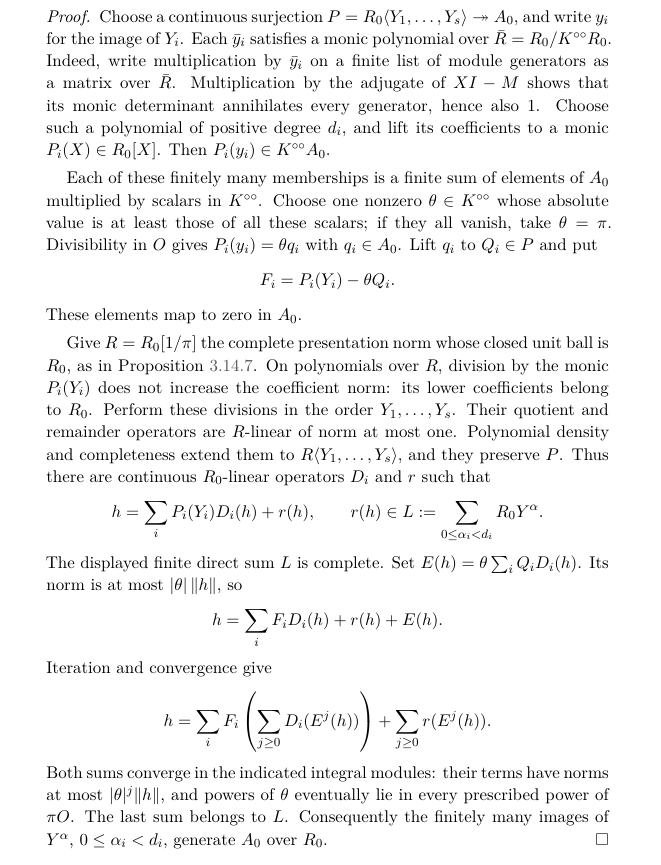 Proof. Choose a continuous surjection P = R₀⟨Y₁, . . . , Yₛ⟩ ↠ A₀, and write yᵢ
for the image of Yᵢ. Each ȳᵢ satisfies a monic polynomial over R̄ = R₀/K°°R₀.
Indeed, write multiplication by ȳᵢ on a finite list of module generators as
a matrix over R̄. Multiplication by the adjugate of XI − M shows that
its monic determinant annihilates every generator, hence also 1. Choose
such a polynomial of positive degree dᵢ, and lift its coefficients to a monic
Pᵢ(X) ∈ R₀[X]. Then Pᵢ(yᵢ) ∈ K°°A₀.
Each of these finitely many memberships is a finite sum of elements of A₀
multiplied by scalars in K°°. Choose one nonzero θ ∈ K°° whose absolute
value is at least those of all these scalars; if they all vanish, take θ = π.
Divisibility in O gives Pᵢ(yᵢ) = θqᵢ with qᵢ ∈ A₀. Lift qᵢ to Qᵢ ∈ P and put
Fᵢ = Pᵢ(Yᵢ) − θQᵢ.
These elements map to zero in A₀.
Give R = R₀[1/π] the complete presentation norm whose closed unit ball is
R₀, as in Proposition 3.14.7. On polynomials over R, division by the monic
Pᵢ(Yᵢ) does not increase the coefficient norm: its lower coefficients belong
to R₀. Perform these divisions in the order Y₁, . . . , Yₛ. Their quotient and
remainder operators are R-linear of norm at most one. Polynomial density
and completeness extend them to R⟨Y₁, . . . , Yₛ⟩, and they preserve P. Thus
there are continuous R₀-linear operators Dᵢ and r such that
h = ∑ᵢ Pᵢ(Yᵢ)Dᵢ(h) + r(h), r(h) ∈ L := ∑_{0≤αᵢ<dᵢ} R₀Y^α.
The displayed finite direct sum L is complete. Set E(h) = θ ∑ᵢ QᵢDᵢ(h). Its
norm is at most |θ| ‖h‖, so
h = ∑ᵢ FᵢDᵢ(h) + r(h) + E(h).
Iteration and convergence give
h = ∑ᵢ Fᵢ (∑_{j≥0} Dᵢ(E^j(h))) + ∑_{j≥0} r(E^j(h)).
Both sums converge in the indicated integral modules: their terms have norms
at most |θ|^j‖h‖, and powers of θ eventually lie in every prescribed power of
πO. The last sum belongs to L. Consequently the finitely many images of
Y^α, 0 ≤ αᵢ < dᵢ, generate A₀ over R₀. □